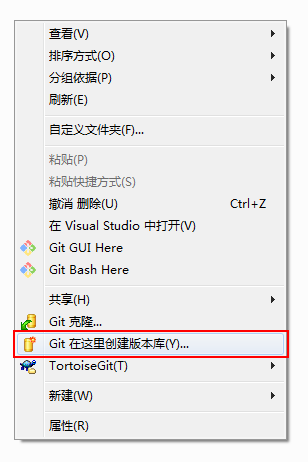 查看(V)
排序方式(O)
分组依据(P)
刷新(E)
自定义文件夹(F)...
粘贴(P)
粘贴快捷方式(S)
撤消 删除(U) Ctrl+Z
在 Visual Studio 中打开(V)
Git GUI Here
Git Bash Here
共享(H)
Git 克隆...
Git 在这里创建版本库(Y)...
TortoiseGit(T)
新建(W)
属性(R)